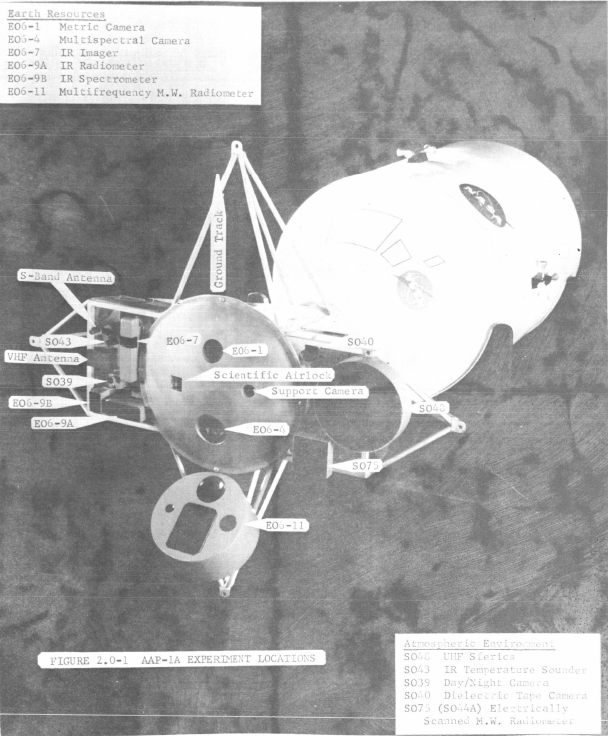 Earth Resources
E06-1 Metric Camera
E06-4 Multispectral Camera
E06-7 IR Imager
E06-9A IR Radiometer
E06-9B IR Spectrometer
E06-11 Multifrequency M.W. Radiometer
Ground Track
S-Band Antenna
S043
E06-7
S040
VHF Antenna
E06-1
S039
Scientific Airlock
Support Camera
E06-9B
S048
E06-9A
E06-4
S075
E06-11
FIGURE 2.0-1 AAP-1A EXPERIMENT LOCATIONS
Atmospheric Environment
S048 UHF Sferics
S043 IR Temperature Sounder
S039 Day/Night Camera
S040 Dielectric Tape Camera
S075 (S044A) Electrically
Scanned M.W. Radiometer